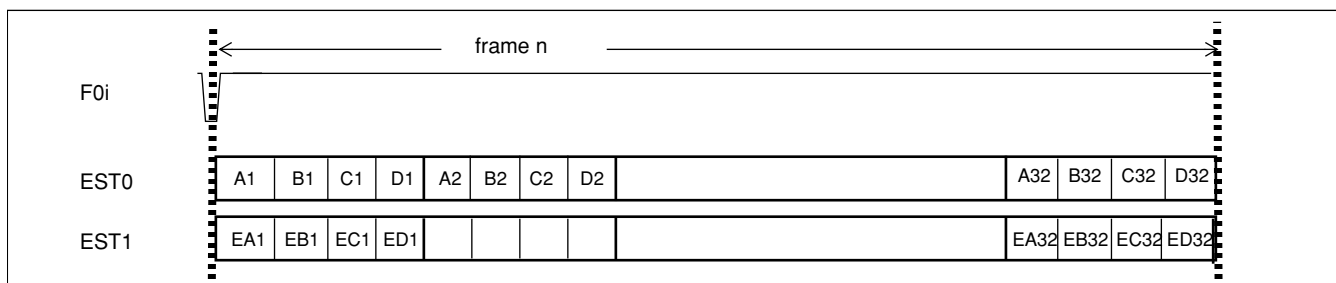 frame n
F0i
EST0 A1 B1 C1 D1 A2 B2 C2 D2 A32 B32 C32 D32
EST1 EA1 EB1 EC1 ED1 EA32 EB32 EC32 ED32